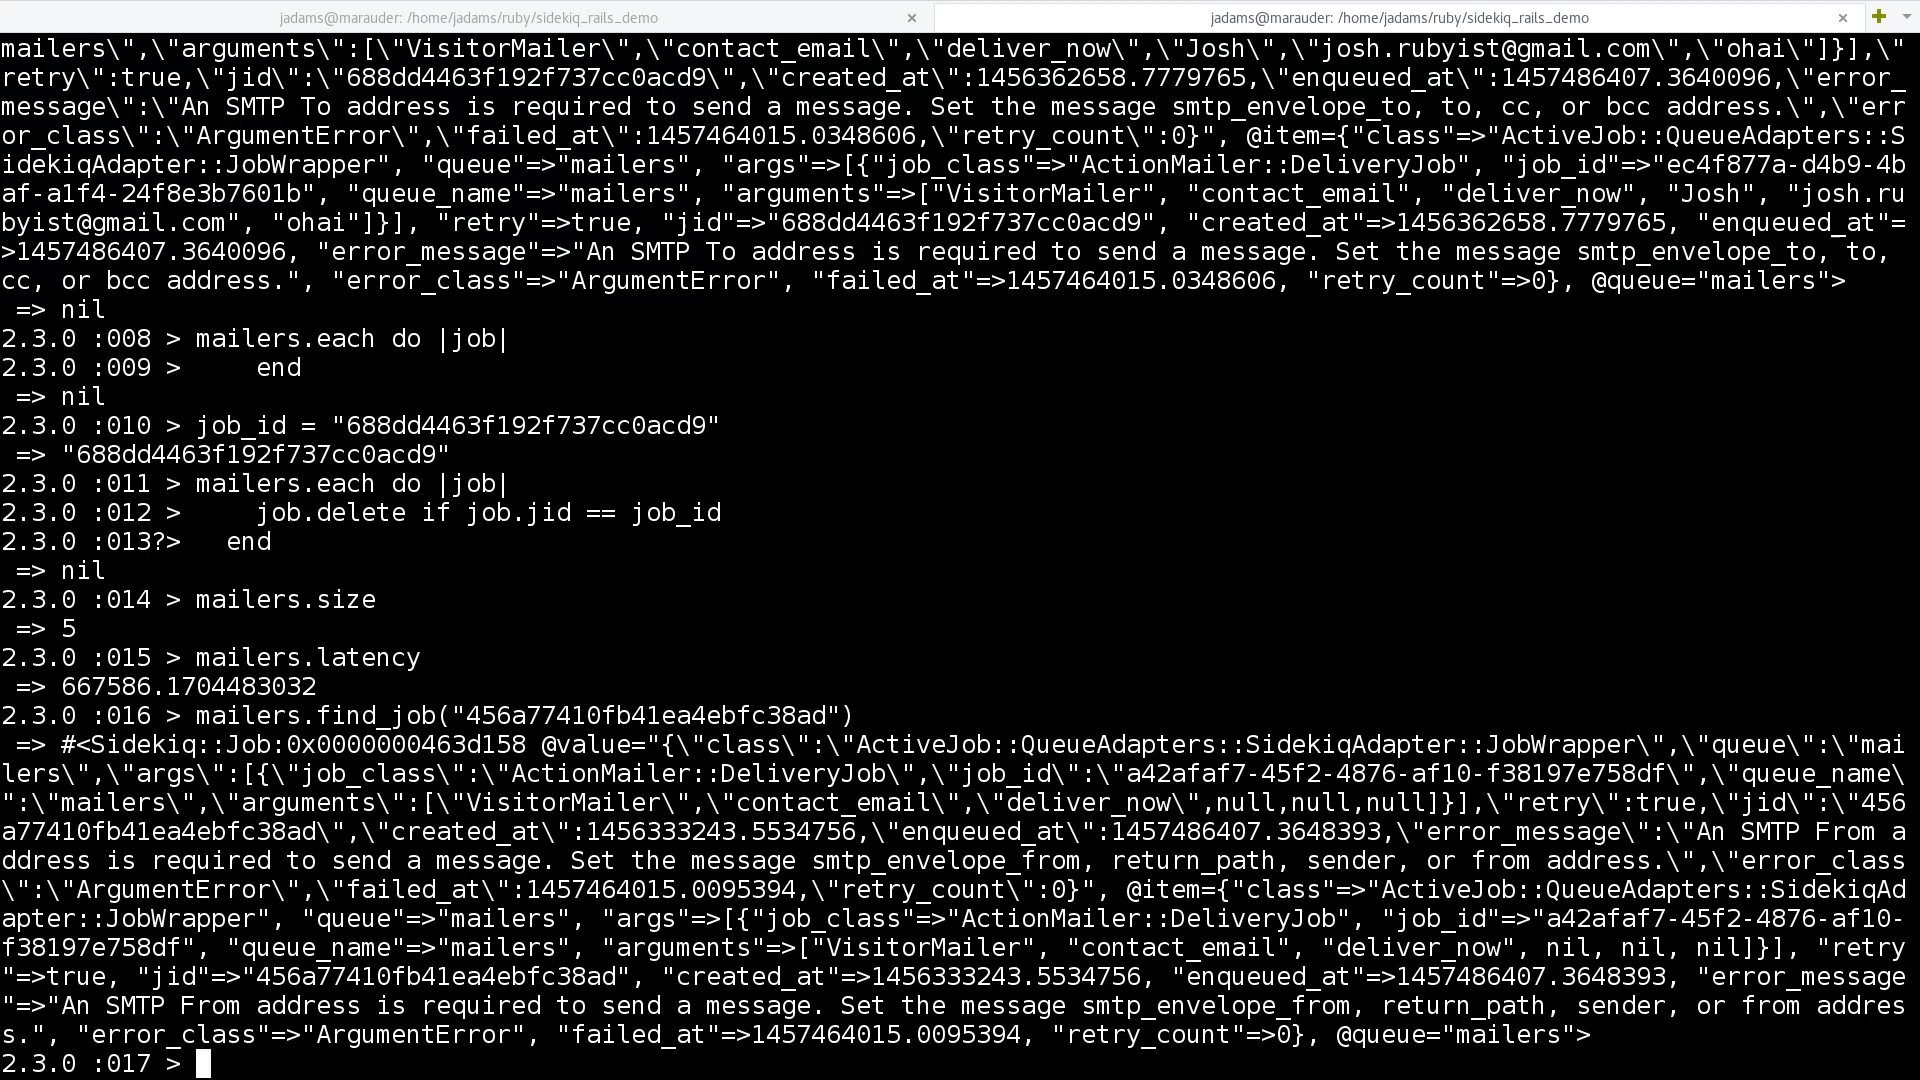 jadams@marauder: /home/jadams/ruby/sidekiq_rails_demo
jadams@marauder: /home/jadams/ruby/sidekiq_rails_demo
mailers\",\"arguments\":[\"VisitorMailer\",\"contact_email\",\"deliver_now\",\"Josh\",\"josh.rubyist@gmail.com\",\"ohai\"]}],\"
retry\":true,\"jid\":\"688dd4463f192f737cc0acd9\",\"created_at\":1456362658.7779765,\"enqueued_at\":1457486407.3640096,\"error_
message\":\"An SMTP To address is required to send a message. Set the message smtp_envelope_to, to, cc, or bcc address.\",\"err
or_class\":\"ArgumentError\",\"failed_at\":1457464015.0348606,\"retry_count\":0}", @item={"class"=>"ActiveJob::QueueAdapters::S
idekiqAdapter::JobWrapper", "queue"=>"mailers", "args"=>[{"job_class"=>"ActionMailer::DeliveryJob", "job_id"=>"ec4f877a-d4b9-4b
af-a1f4-24f8e3b7601b", "queue_name"=>"mailers", "arguments"=>["VisitorMailer", "contact_email", "deliver_now", "Josh", "josh.ru
byist@gmail.com", "ohai"]}], "retry"=>true, "jid"=>"688dd4463f192f737cc0acd9", "created_at"=>1456362658.7779765, "enqueued_at"=
>1457486407.3640096, "error_message"=>"An SMTP To address is required to send a message. Set the message smtp_envelope_to, to,
cc, or bcc address.", "error_class"=>"ArgumentError", "failed_at"=>1457464015.0348606, "retry_count"=>0}, @queue="mailers">
 => nil
2.3.0 :008 > mailers.each do |job|
2.3.0 :009 >     end
 => nil
2.3.0 :010 > job_id = "688dd4463f192f737cc0acd9"
 => "688dd4463f192f737cc0acd9"
2.3.0 :011 > mailers.each do |job|
2.3.0 :012 >     job.delete if job.jid == job_id
2.3.0 :013?>   end
 => nil
2.3.0 :014 > mailers.size
 => 5
2.3.0 :015 > mailers.latency
 => 667586.1704483032
2.3.0 :016 > mailers.find_job("456a77410fb41ea4ebfc38ad")
 => #<Sidekiq::Job:0x0000000463d158 @value="{\"class\":\"ActiveJob::QueueAdapters::SidekiqAdapter::JobWrapper\",\"queue\":\"mai
lers\",\"args\":[{\"job_class\":\"ActionMailer::DeliveryJob\",\"job_id\":\"a42afaf7-45f2-4876-af10-f38197e758df\",\"queue_name\
":\"mailers\",\"arguments\":[\"VisitorMailer\",\"contact_email\",\"deliver_now\",null,null,null]}],\"retry\":true,\"jid\":\"456
a77410fb41ea4ebfc38ad\",\"created_at\":1456333243.5534756,\"enqueued_at\":1457486407.3648393,\"error_message\":\"An SMTP From a
ddress is required to send a message. Set the message smtp_envelope_from, return_path, sender, or from address.\",\"error_class
\":\"ArgumentError\",\"failed_at\":1457464015.0095394,\"retry_count\":0}", @item={"class"=>"ActiveJob::QueueAdapters::SidekiqAd
apter::JobWrapper", "queue"=>"mailers", "args"=>[{"job_class"=>"ActionMailer::DeliveryJob", "job_id"=>"a42afaf7-45f2-4876-af10-
f38197e758df", "queue_name"=>"mailers", "arguments"=>["VisitorMailer", "contact_email", "deliver_now", nil, nil, nil]}], "retry
"=>true, "jid"=>"456a77410fb41ea4ebfc38ad", "created_at"=>1456333243.5534756, "enqueued_at"=>1457486407.3648393, "error_message
"=>"An SMTP From address is required to send a message. Set the message smtp_envelope_from, return_path, sender, or from addres
s.", "error_class"=>"ArgumentError", "failed_at"=>1457464015.0095394, "retry_count"=>0}, @queue="mailers">
2.3.0 :017 >